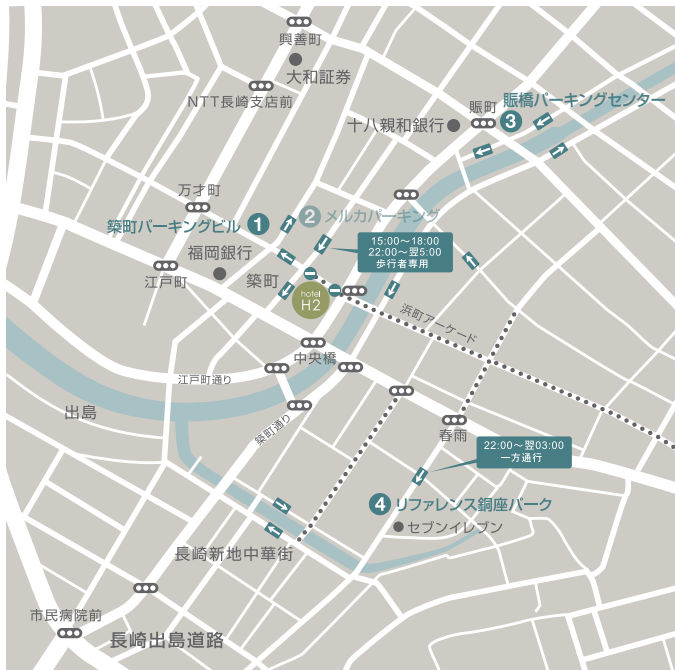 興善町
大和証券
NTT長崎支店前
賑橋パーキングセンター
賑町
3
十八親和銀行
万才町
築町パーキングビル 1
2 メルカパーキング
15:00〜18:00
22:00〜翌5:00
歩行者専用
福岡銀行
江戸町
築町
hotel
H2
浜町アーケード
中央橋
江戸町通り
出島
築町通り
春雨
22:00〜翌03:00
一方通行
4 リファレンス銅座パーク
セブンイレブン
長崎新地中華街
市民病院前
長崎出島道路